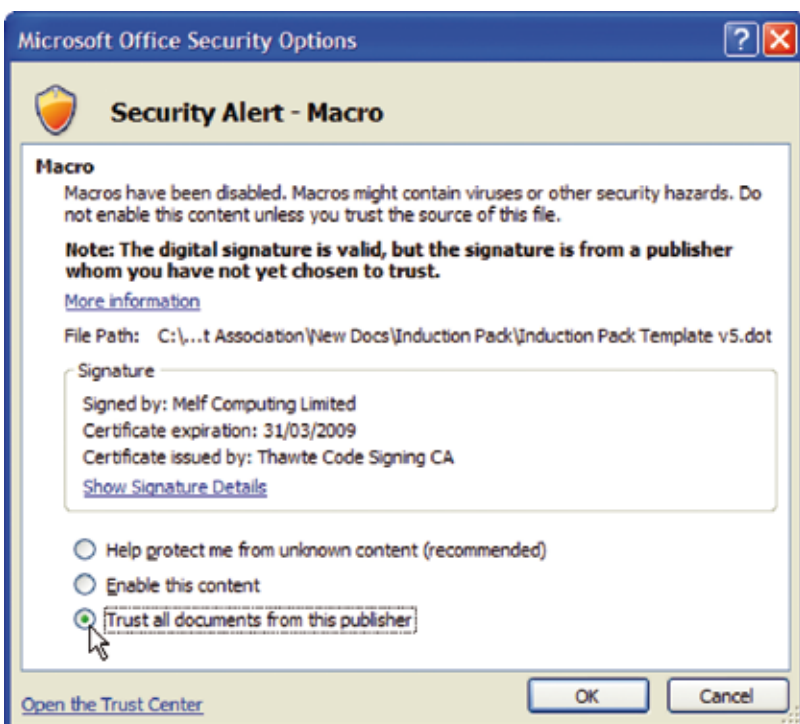 Microsoft Office Security Options
Security Alert - Macro
Macro
Macros have been disabled. Macros might contain viruses or other security hazards. Do
not enable this content unless you trust the source of this file.
Note: The digital signature is valid, but the signature is from a publisher
whom you have not yet chosen to trust.
More information
File Path: C:\...t Association\New Docs\Induction Pack\Induction Pack Template v5.dot
Signature
Signed by: Melf Computing Limited
Certificate expiration: 31/03/2009
Certificate issued by: Thawte Code Signing CA
Show Signature Details
Help protect me from unknown content (recommended)
Enable this content
Trust all documents from this publisher
Open the Trust Center
OK
Cancel